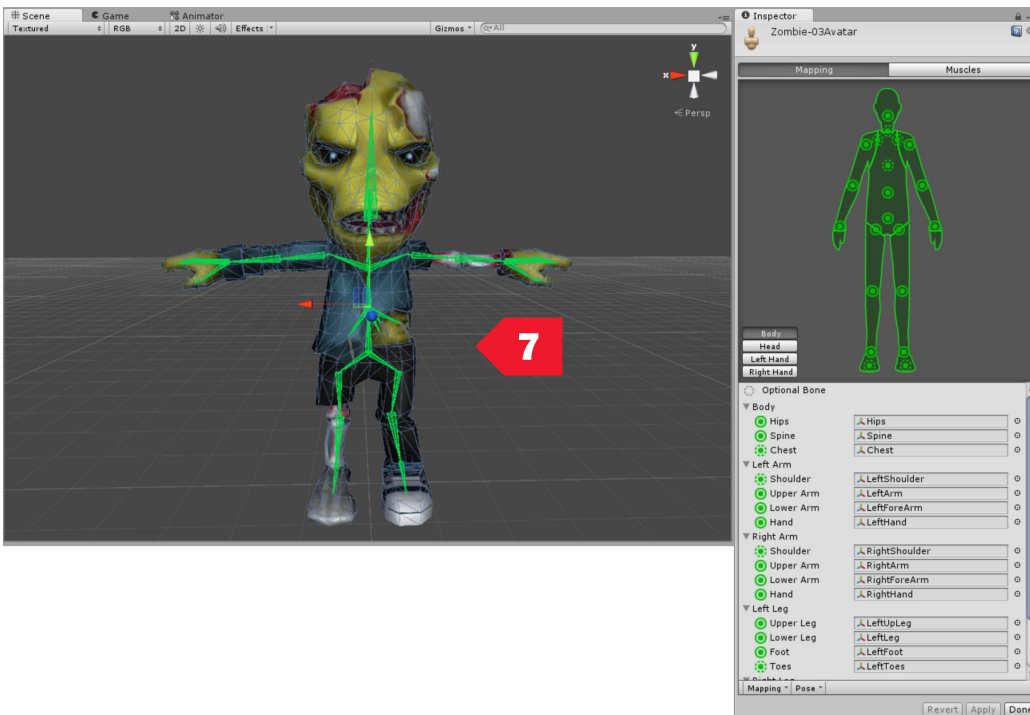 Scene Game Animator
Textured RGB 2D Effects Gizmos All
y
x
Persp
7
Inspector
Zombie-03Avatar
Mapping Muscles
Body
Head
Left Hand
Right Hand
Optional Bone
Body
Hips Hips
Spine Spine
Chest Chest
Left Arm
Shoulder LeftShoulder
Upper Arm LeftArm
Lower Arm LeftForeArm
Hand LeftHand
Right Arm
Shoulder RightShoulder
Upper Arm RightArm
Lower Arm RightForeArm
Hand RightHand
Left Leg
Upper Leg LeftUpLeg
Lower Leg LeftLeg
Foot LeftFoot
Toes LeftToes
Right Leg
Mapping Pose
Revert Apply Done